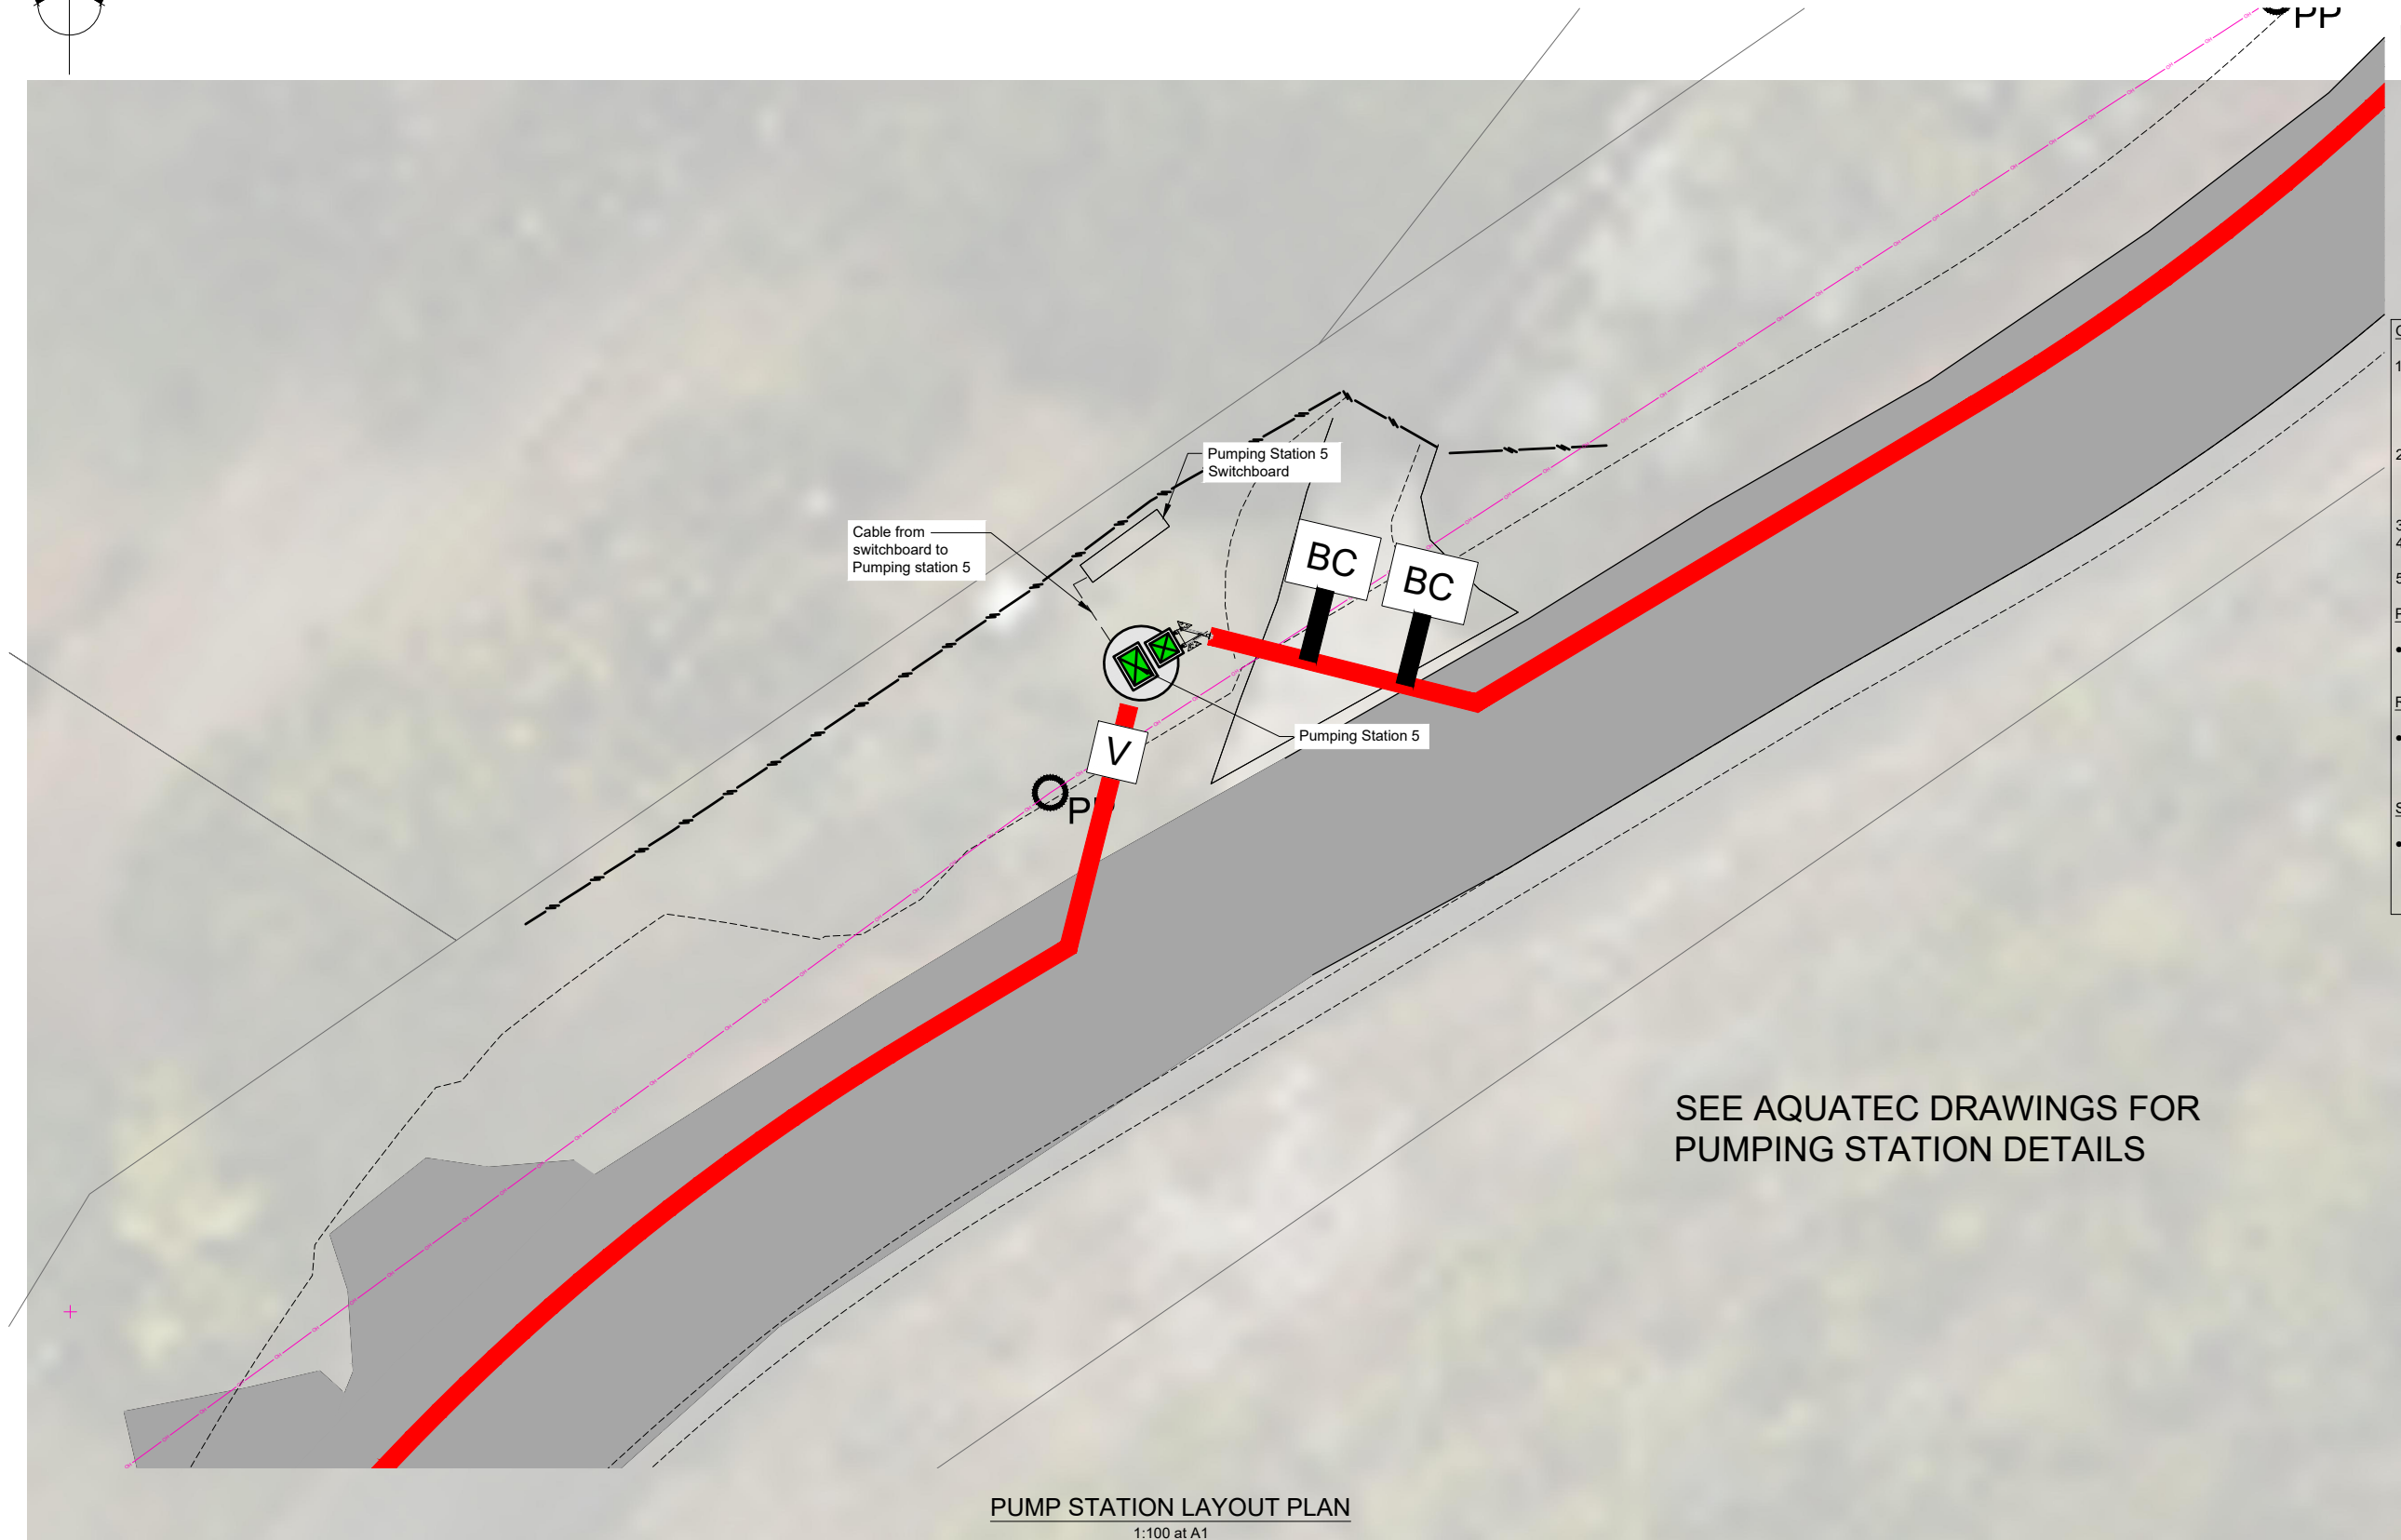 PP
Pumping Station 5
Switchboard
Cable from
switchboard to
Pumping station 5
BC
BC
V
Pumping Station 5
SEE AQUATEC DRAWINGS FOR
PUMPING STATION DETAILS
PUMP STATION LAYOUT PLAN
1:100 at A1